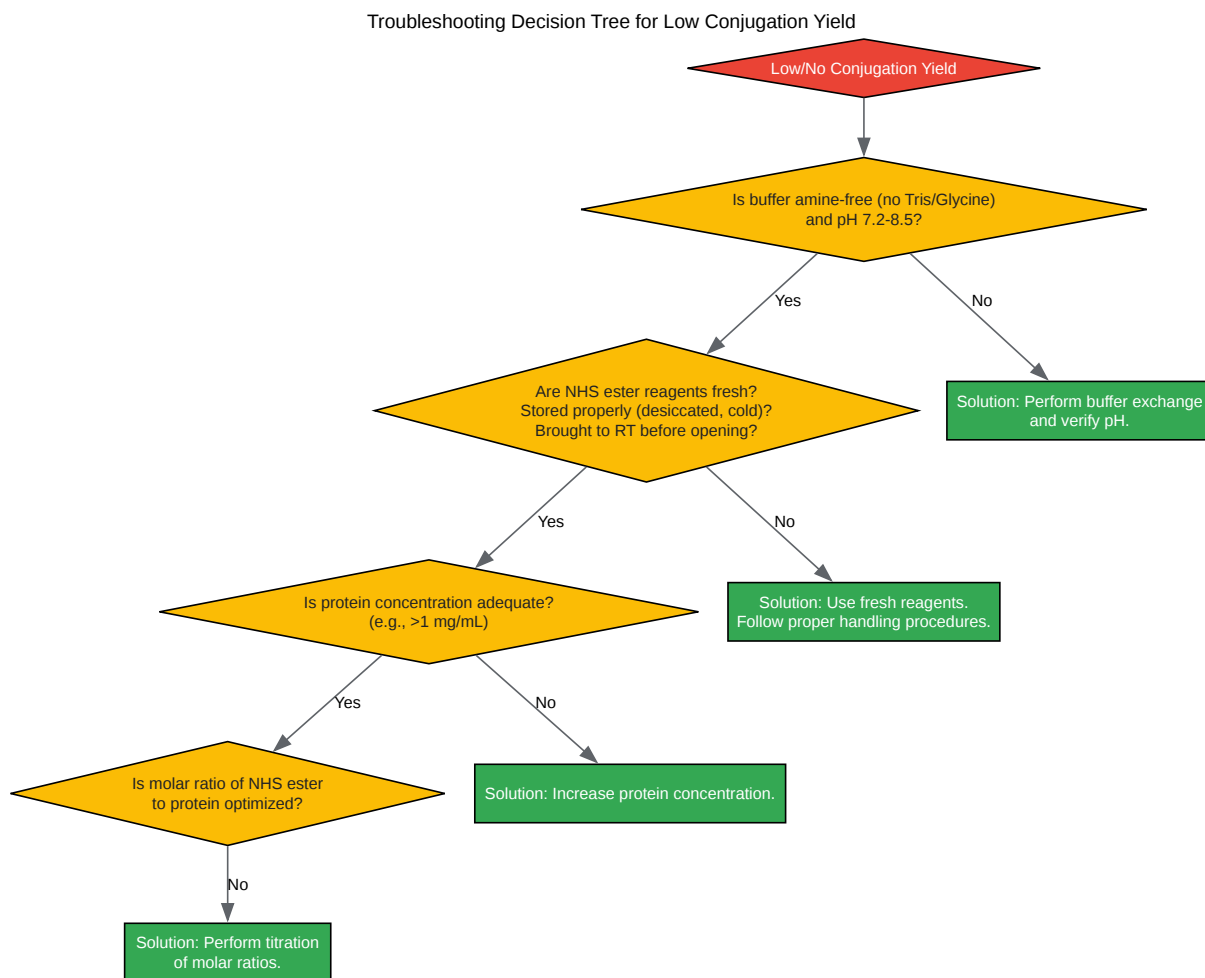 Troubleshooting Decision Tree for Low Conjugation Yield
Low/No Conjugation Yield
Is buffer amine-free (no Tris/Glycine)
and pH 7.2-8.5?
Yes
No
Are NHS ester reagents fresh?
Stored properly (desiccated, cold)?
Brought to RT before opening?
Solution: Perform buffer exchange
and verify pH.
Yes
No
Is protein concentration adequate?
(e.g., >1 mg/mL)
Solution: Use fresh reagents.
Follow proper handling procedures.
Yes
No
Is molar ratio of NHS ester
to protein optimized?
Solution: Increase protein concentration.
No
Solution: Perform titration
of molar ratios.